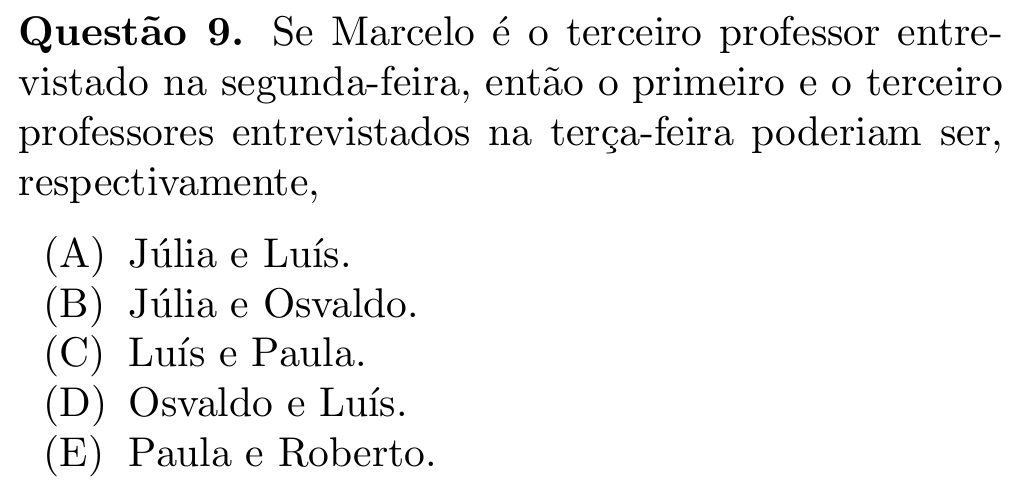 Questão 9. Se Marcelo é o terceiro professor entre-
vistado na segunda-feira, então o primeiro e o terceiro
professores entrevistados na terça-feira poderiam ser,
respectivamente,
(A) Júlia e Luís.
(B) Júlia e Osvaldo.
(C) Luís e Paula.
(D) Osvaldo e Luís.
(E) Paula e Roberto.